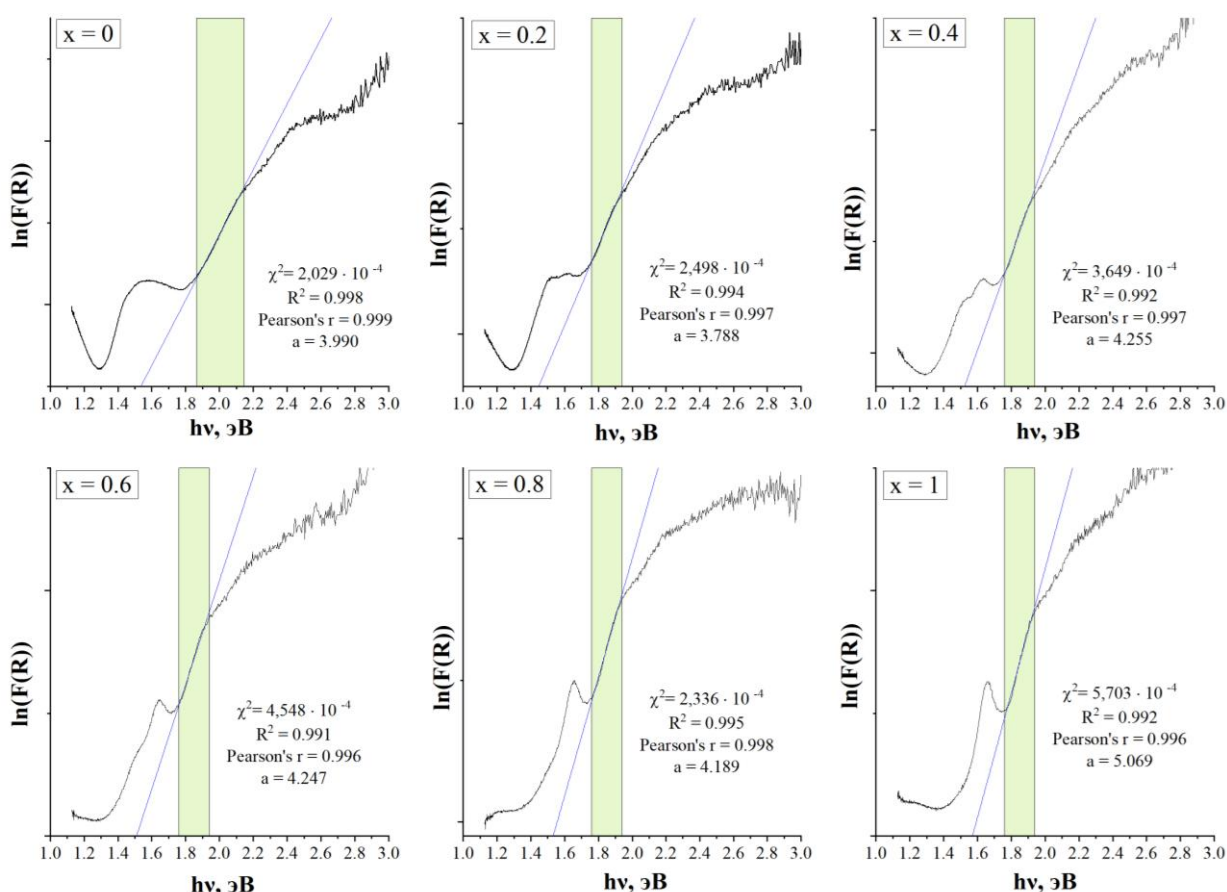 x = 0
ln(F(R))
χ²= 2,029 · 10 ⁻⁴
R² = 0.998
Pearson's r = 0.999
a = 3.990
1.0 1.2 1.4 1.6 1.8 2.0 2.2 2.4 2.6 2.8 3.0
hν, эВ
x = 0.2
ln(F(R))
χ²= 2,498 · 10 ⁻⁴
R² = 0.994
Pearson's r = 0.997
a = 3.788
1.0 1.2 1.4 1.6 1.8 2.0 2.2 2.4 2.6 2.8 3.0
hν, эВ
x = 0.4
ln(F(R))
χ²= 3,649 · 10 ⁻⁴
R² = 0.992
Pearson's r = 0.997
a = 4.255
1.0 1.2 1.4 1.6 1.8 2.0 2.2 2.4 2.6 2.8 3.0
hν, эВ
x = 0.6
ln(F(R))
χ²= 4,548 · 10 ⁻⁴
R² = 0.991
Pearson's r = 0.996
a = 4.247
1.0 1.2 1.4 1.6 1.8 2.0 2.2 2.4 2.6 2.8 3.0
hν, эВ
x = 0.8
ln(F(R))
χ²= 2,336 · 10 ⁻⁴
R² = 0.995
Pearson's r = 0.998
a = 4.189
1.0 1.2 1.4 1.6 1.8 2.0 2.2 2.4 2.6 2.8 3.0
hν, эВ
x = 1
ln(F(R))
χ²= 5,703 · 10 ⁻⁴
R² = 0.992
Pearson's r = 0.996
a = 5.069
1.0 1.2 1.4 1.6 1.8 2.0 2.2 2.4 2.6 2.8 3.0
hν, эВ